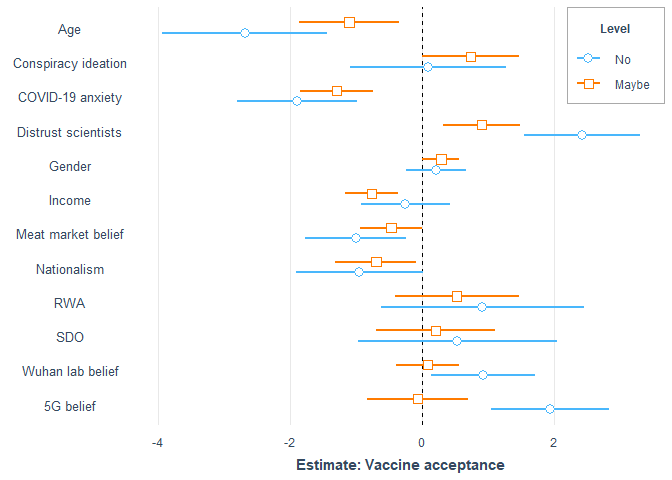 Age
Conspiracy ideation
COVID-19 anxiety
Distrust scientists
Gender
Income
Meat market belief
Nationalism
RWA
SDO
Wuhan lab belief
5G belief
-4 -2 0 2
Estimate: Vaccine acceptance
Level
No
Maybe